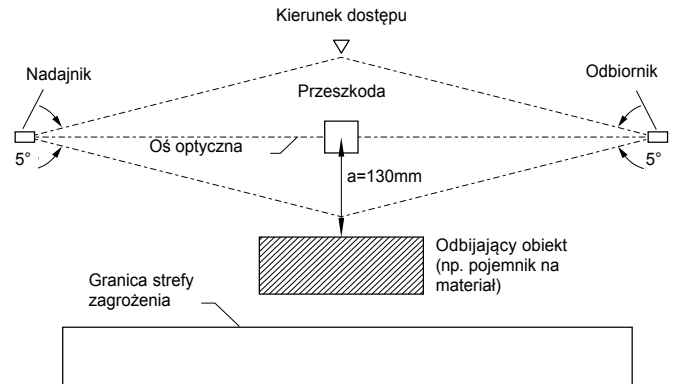 Kierunek dostępu
Nadajnik
Odbiornik
Przeszkoda
Oś optyczna
5°
5°
a=130mm
Odbijający obiekt
(np. pojemnik na
materiał)
Granica strefy
zagrożenia